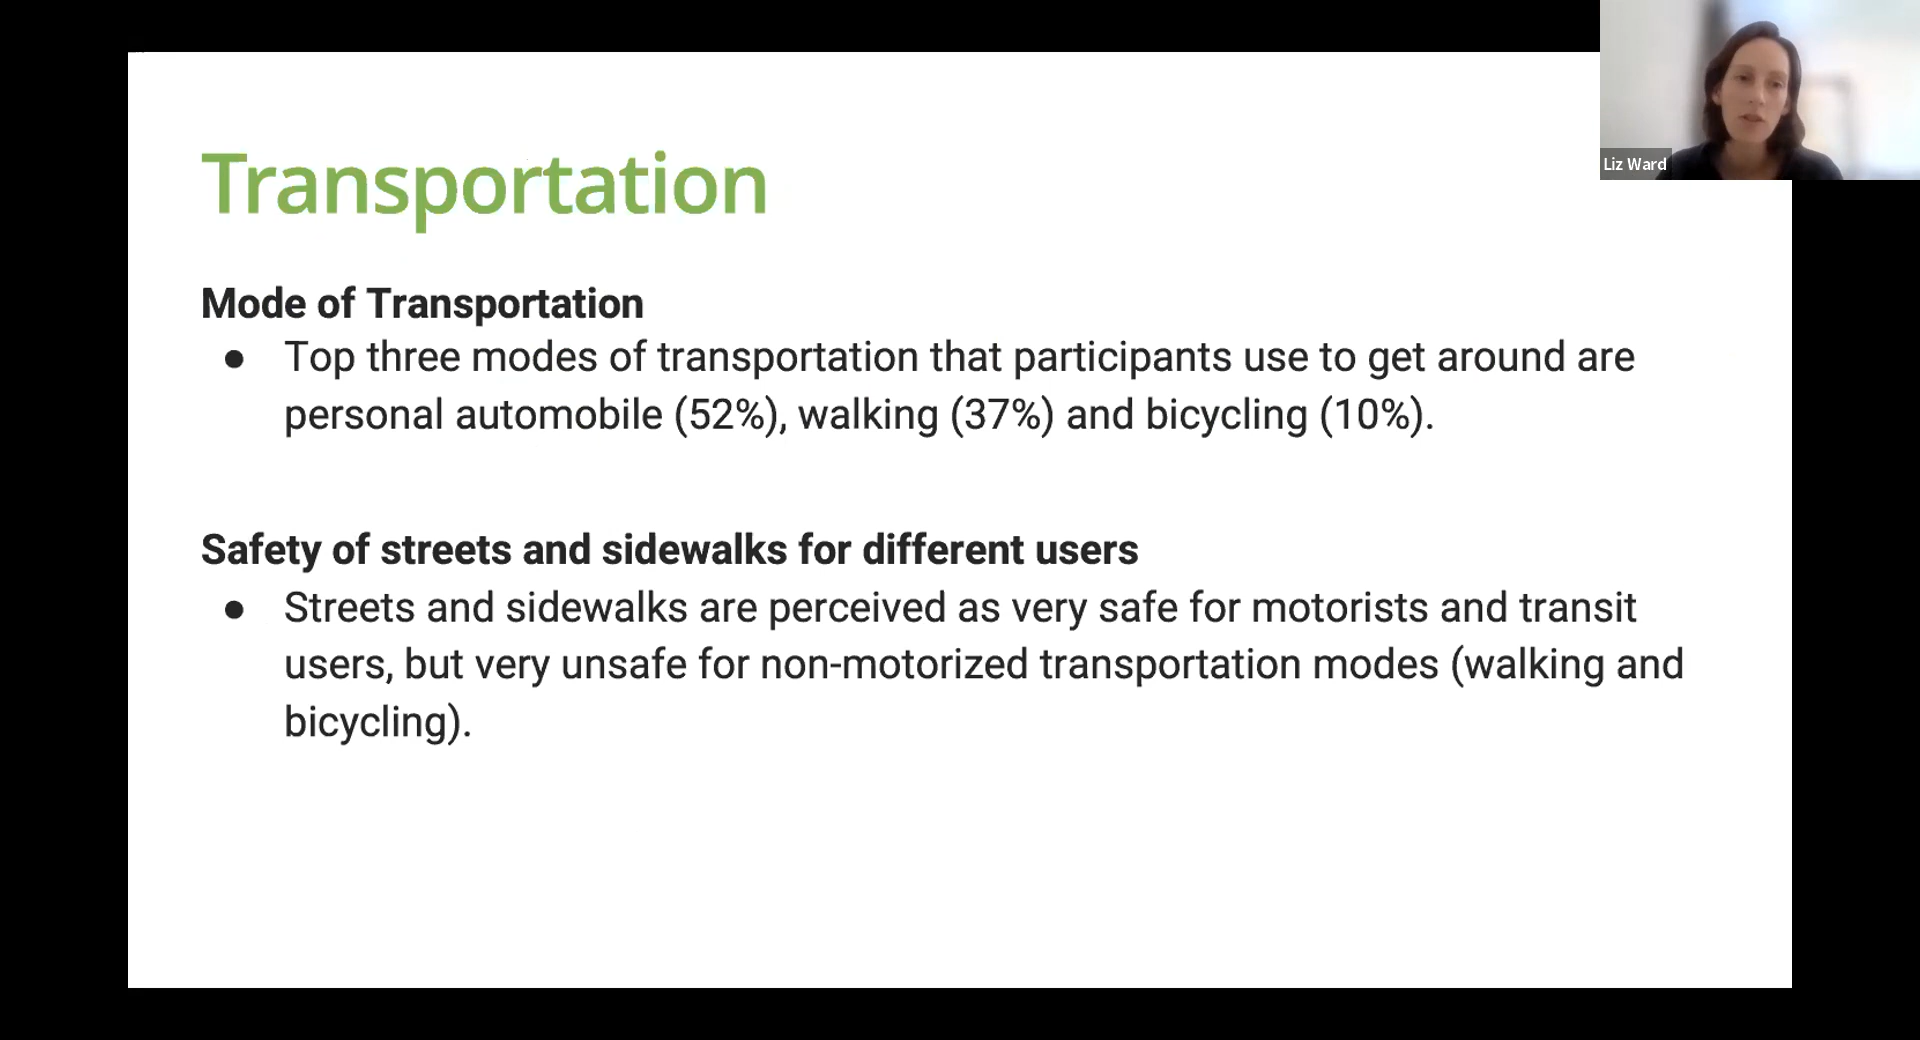 Transportation
Liz Ward
Mode of Transportation
● Top three modes of transportation that participants use to get around are
personal automobile (52%), walking (37%) and bicycling (10%).
Safety of streets and sidewalks for different users
● Streets and sidewalks are perceived as very safe for motorists and transit
users, but very unsafe for non-motorized transportation modes (walking and
bicycling).